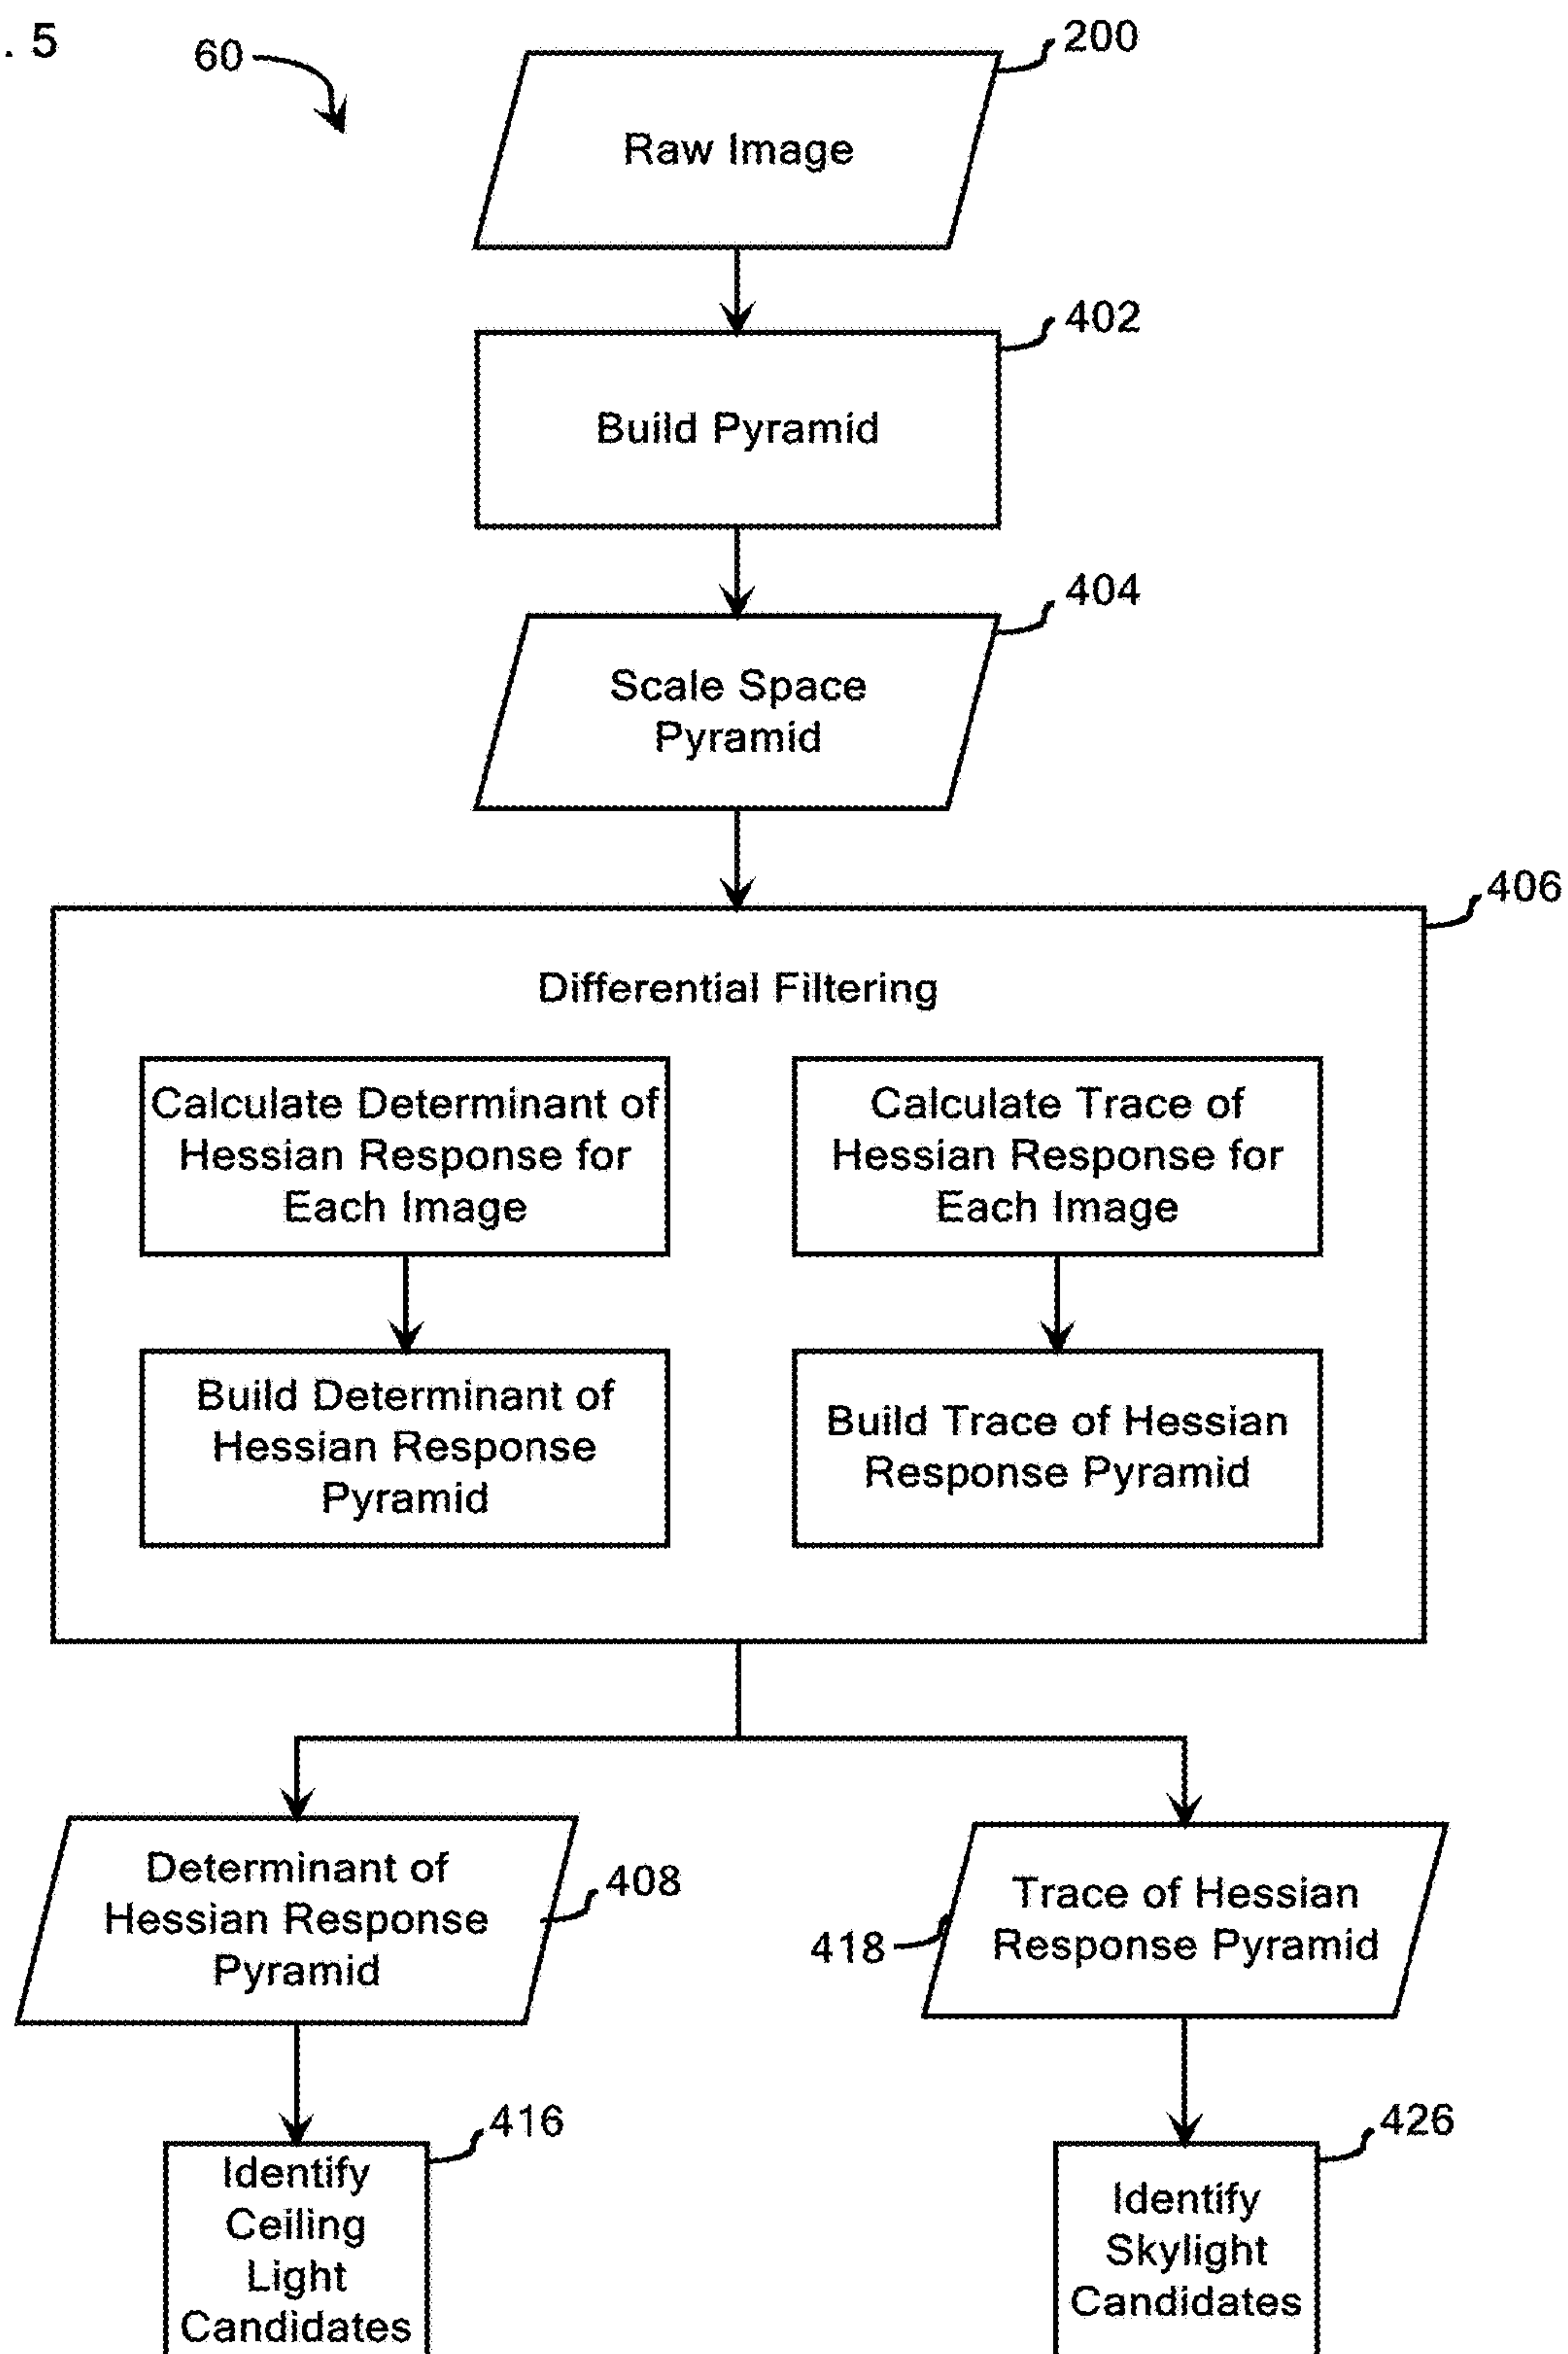 . 5
60
200
Raw Image
402
Build Pyramid
404
Scale Space
Pyramid
406
Differential Filtering
Calculate Determinant of
Hessian Response for
Each Image
Calculate Trace of
Hessian Response for
Each Image
Build Determinant of
Hessian Response
Pyramid
Build Trace of Hessian
Response Pyramid
Determinant of
Hessian Response
Pyramid
408
418
Trace of Hessian
Response Pyramid
416
Identify
Ceiling
Light
Candidates
426
Identify
Skylight
Candidates